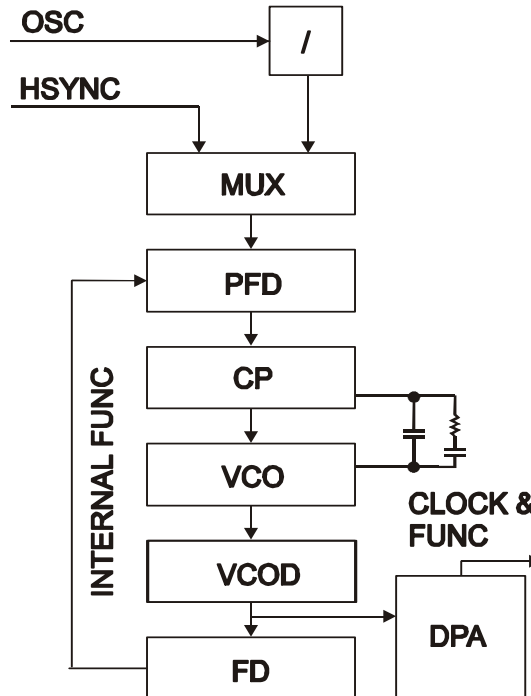 OSC
/
HSYNC
MUX
PFD
CP
INTERNAL FUNC
VCO
CLOCK &
FUNC
VCOD
DPA
FD